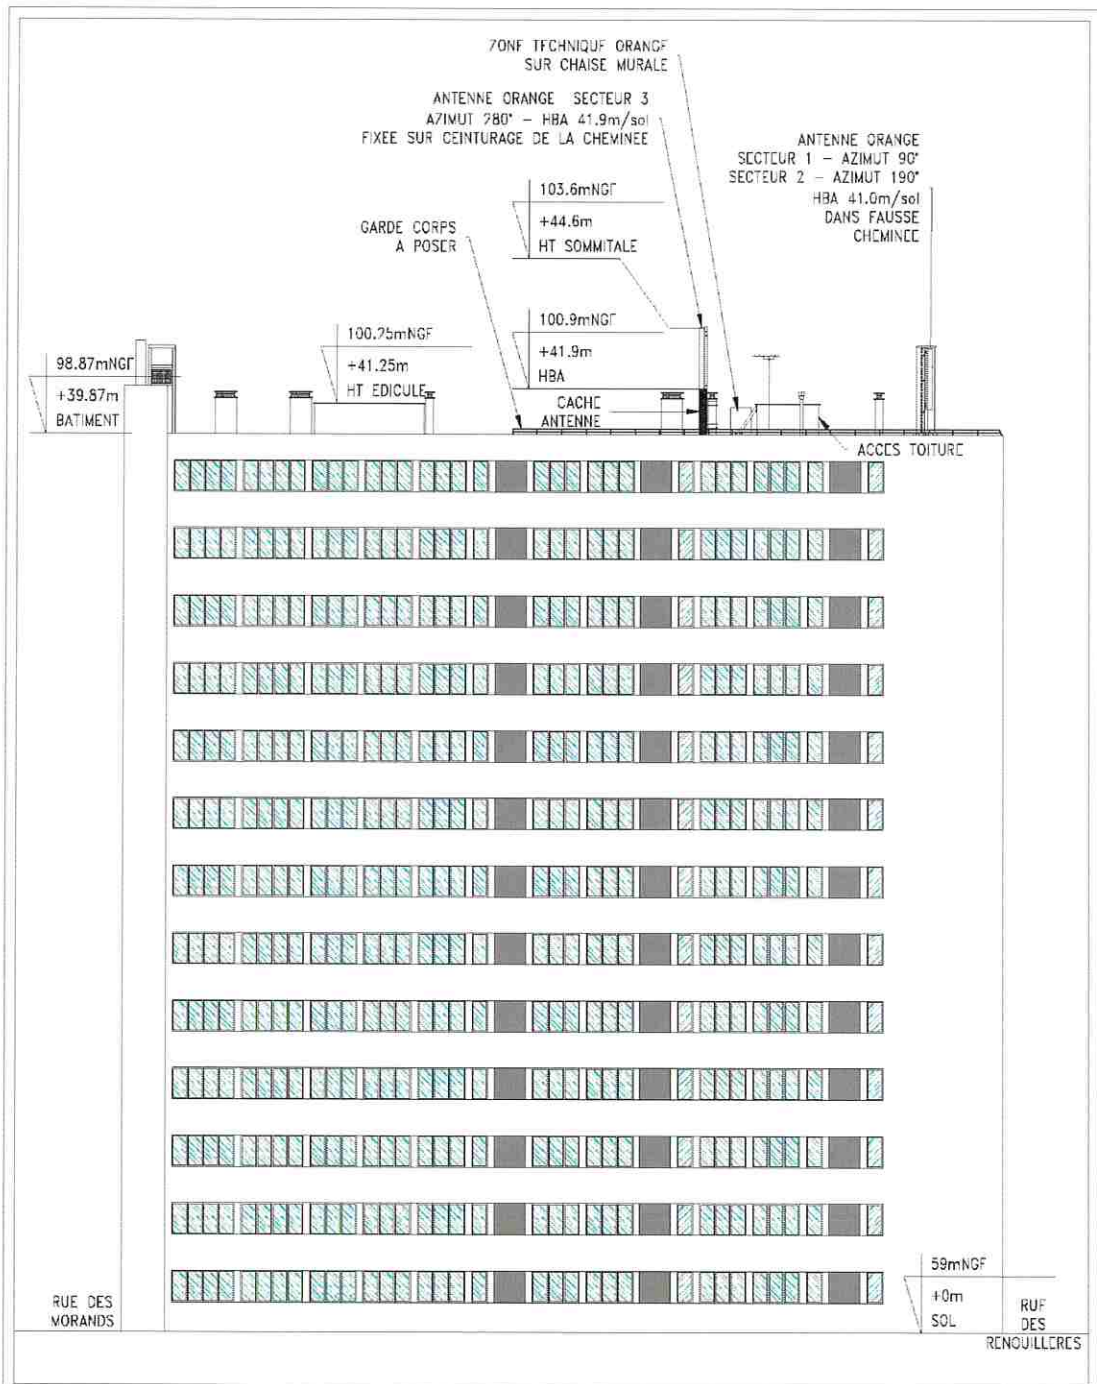 ZONE TECHNIQUE ORANGE
SUR CHAISE MURALE
ANTENNE ORANGE SECTEUR 3
AZIMUT 280° – HBA 41.9m/sol
FIXEE SUR CEINTURAGE DE LA CHEMINEE
ANTENNE ORANGE
SECTEUR 1 – AZIMUT 90°
SECTEUR 2 – AZIMUT 190°
HBA 41.0m/sol
DANS FAUSSE
CHEMINEE
103.6mNGF
+44.6m
HT SOMMITALE
GARDE CORPS
A POSER
100.9mNGF
+41.9m
HBA
100.25mNGF
+41.25m
HT EDICULE
98.87mNGF
+39.87m
BATIMENT
CACHE
ANTENNE
ACCES TOITURE
59mNGF
+0m
SOL
RUE DES
MORANDS
RUE
DES
RENOUILLERES